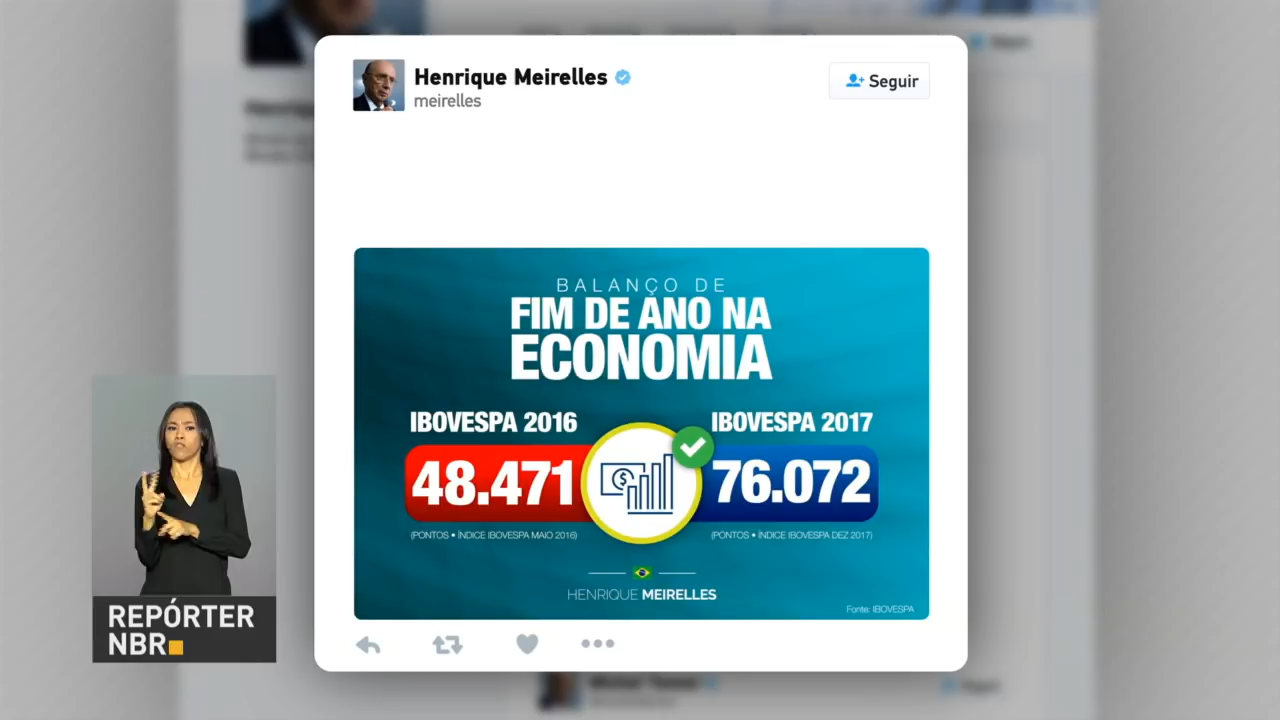 Henrique Meirelles
meirelles
Seguir
BALANÇO DE
FIM DE ANO NA
ECONOMIA
IBOVESPA 2016
IBOVESPA 2017
48.471
76.072
$
(PONTOS • ÍNDICE IBOVESPA MAIO 2016)
(PONTOS • ÍNDICE IBOVESPA DEZ 2017)
HENRIQUE MEIRELLES
Fonte: IBOVESPA
REPÓRTER
NBR